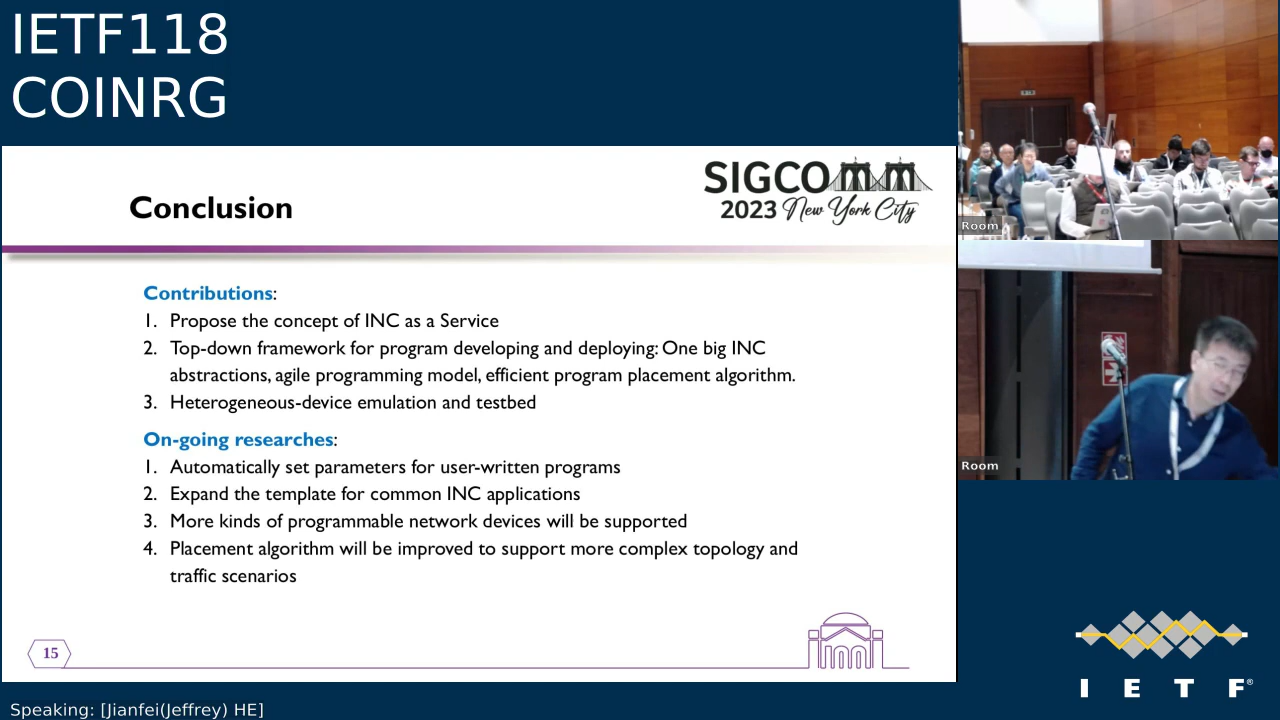 IETF118
COINRG
SIGCOMM
2023 New York City
Conclusion
Contributions:
1. Propose the concept of INC as a Service
2. Top-down framework for program developing and deploying: One big INC
abstractions, agile programming model, efficient program placement algorithm.
3. Heterogeneous-device emulation and testbed
On-going researches:
1. Automatically set parameters for user-written programs
2. Expand the template for common INC applications
3. More kinds of programmable network devices will be supported
4. Placement algorithm will be improved to support more complex topology and
traffic scenarios
15
Room
Room
I E T F®
Speaking: [Jianfei(Jeffrey) HE]